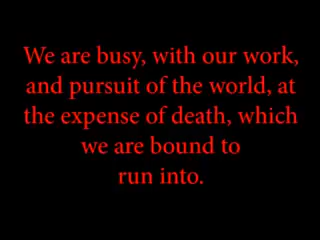 We are busy, with our work,
and pursuit of the world, at
the expense of death, which
we are bound to
run into.